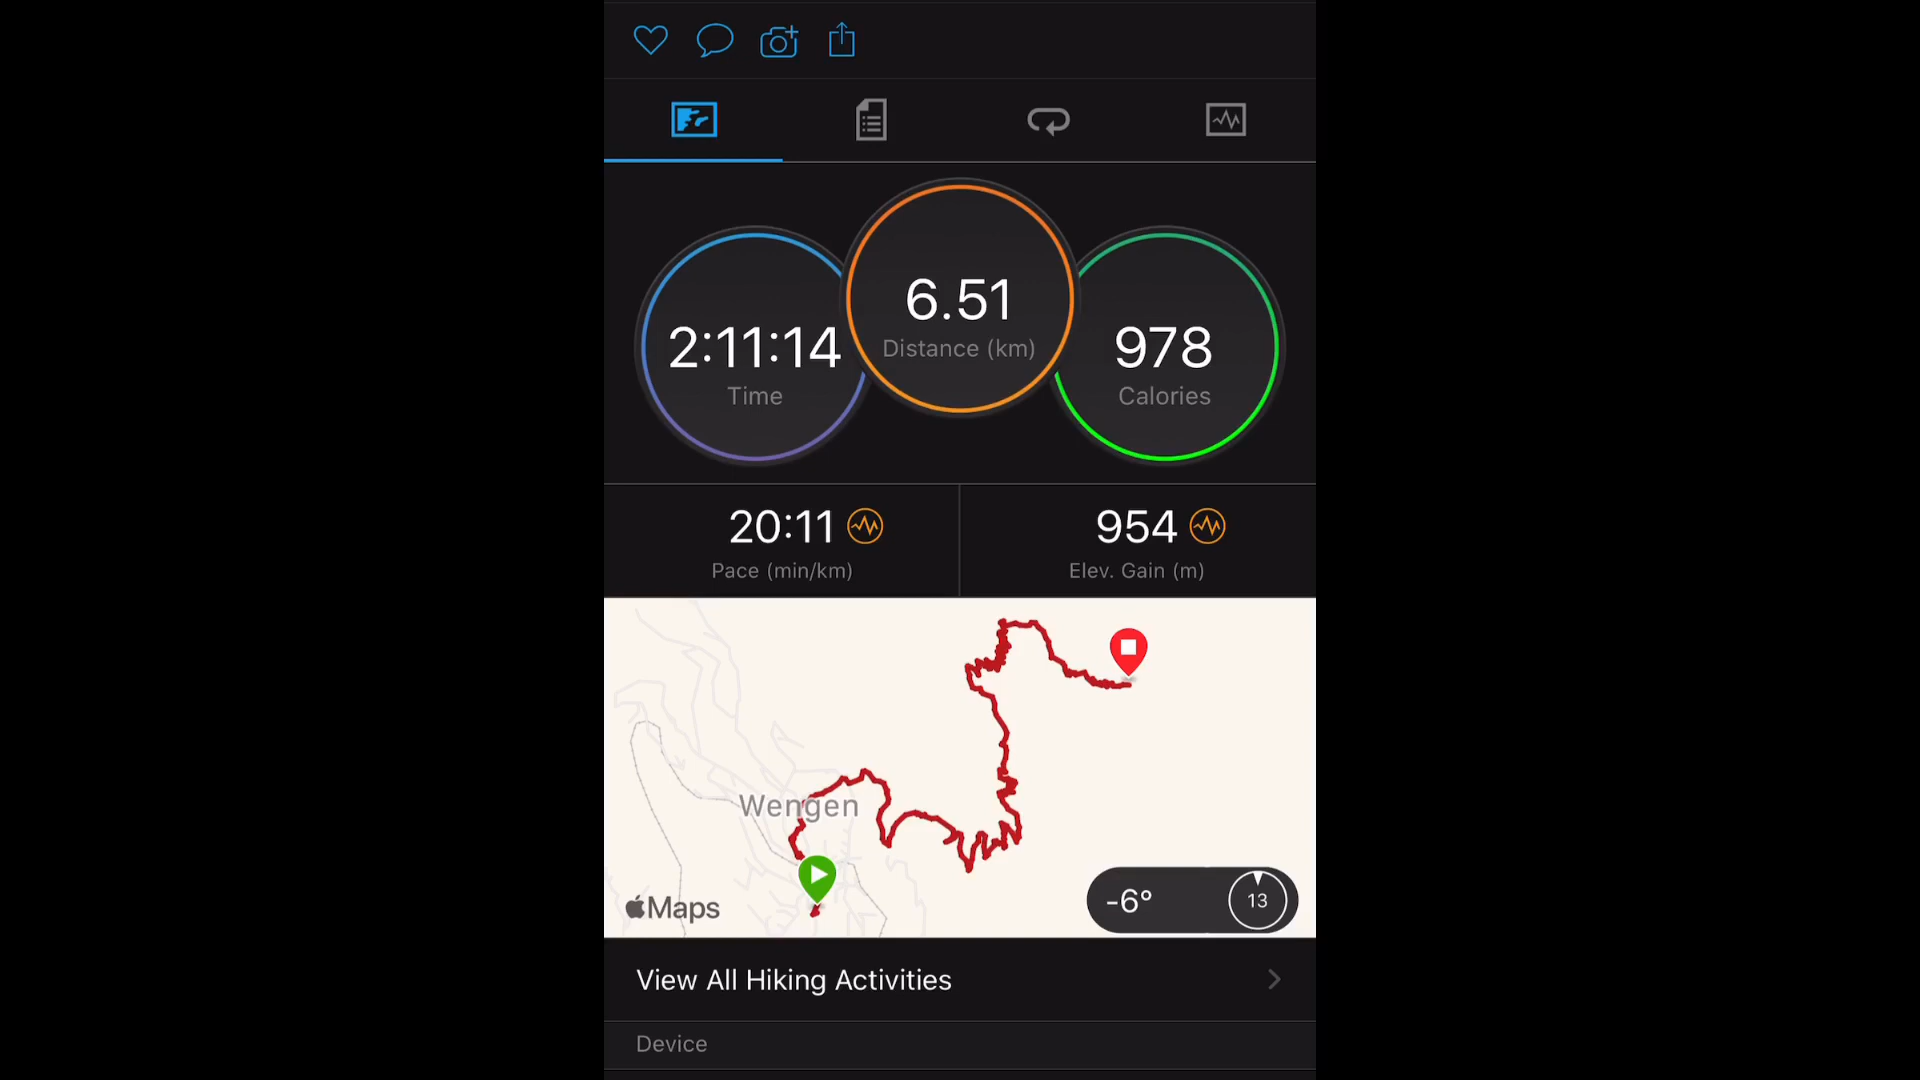 6.51
Distance (km)
2:11:14
Time
978
Calories
20:11
Pace (min/km)
954
Elev. Gain (m)
Wengen
Maps
-6°
13
View All Hiking Activities
Device